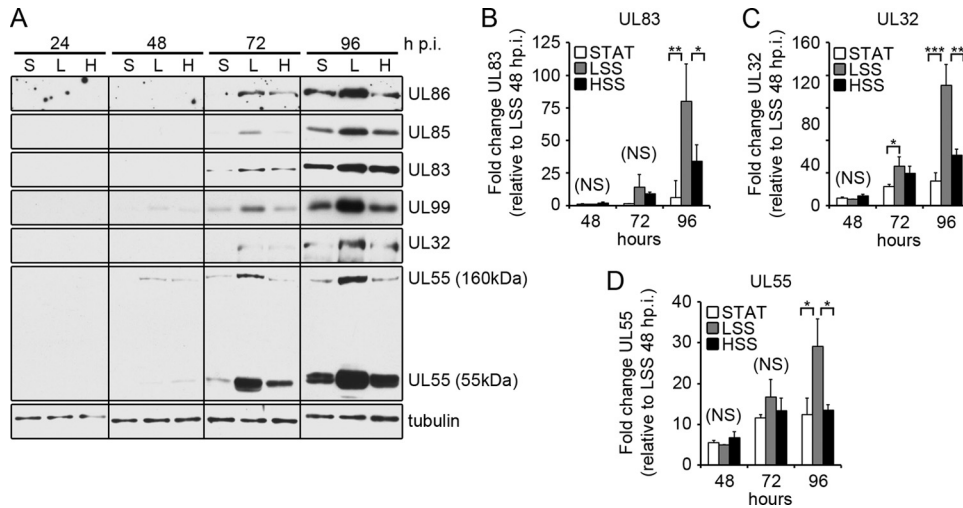 A
24 48 72 96 h p.i.
S L H S L H S L H S L H
UL86
UL85
UL83
UL99
UL32
UL55 (160kDa)
UL55 (55kDa)
tubulin
B
UL83
Fold change UL83
(relative to LSS 48 hp.i.)
125
100
75
50
25
0
STAT
LSS
HSS
** *
(NS)
(NS)
48 72 96
hours
C
UL32
Fold change UL32
(relative to LSS 48 hp.i.)
160
120
80
40
0
STAT
LSS
HSS
*** **
*
(NS)
48 72 96
hours
D
UL55
Fold change UL55
(relative to LSS 48 hp.i.)
40
30
20
10
0
STAT
LSS
HSS
* *
(NS)
(NS)
48 72 96
hours